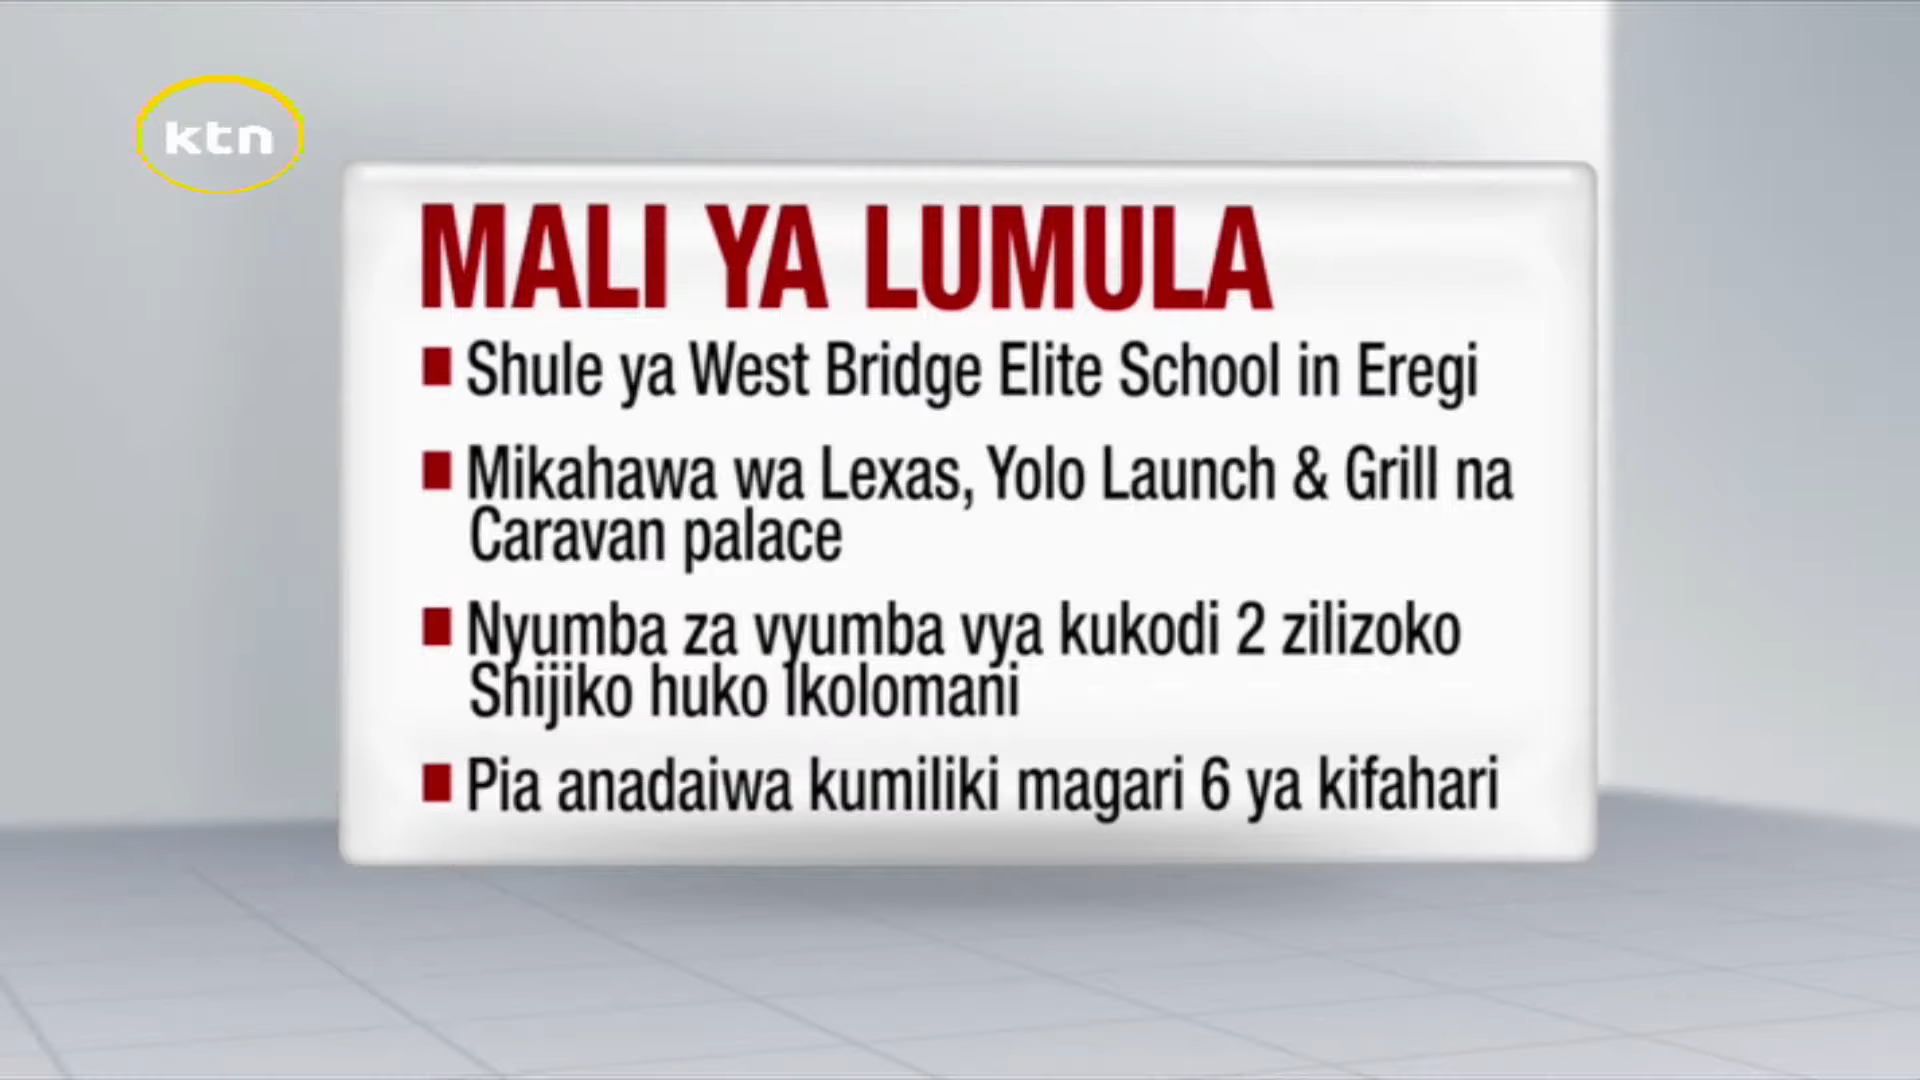 ktn
MALI YA LUMULA
Shule ya West Bridge Elite School in Eregi
Mikahawa wa Lexas, Yolo Launch & Grill na
Caravan palace
Nyumba za vyumba vya kukodi 2 zilizoko
Shijiko huko Ikolomani
Pia anadaiwa kumiliki magari 6 ya kifahari